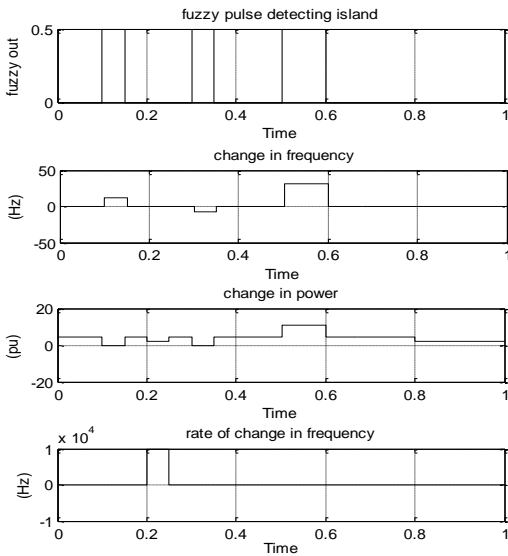 fuzzy pulse detecting island
0.5
0
fuzzy out
0 0.2 0.4 0.6 0.8 1
Time
change in frequency
50
0
-50
(Hz)
0 0.2 0.4 0.6 0.8 1
Time
change in power
20
0
-20
(pu)
0 0.2 0.4 0.6 0.8 1
Time
x 10^4
rate of change in frequency
1
0
-1
(Hz)
0 0.2 0.4 0.6 0.8 1
Time